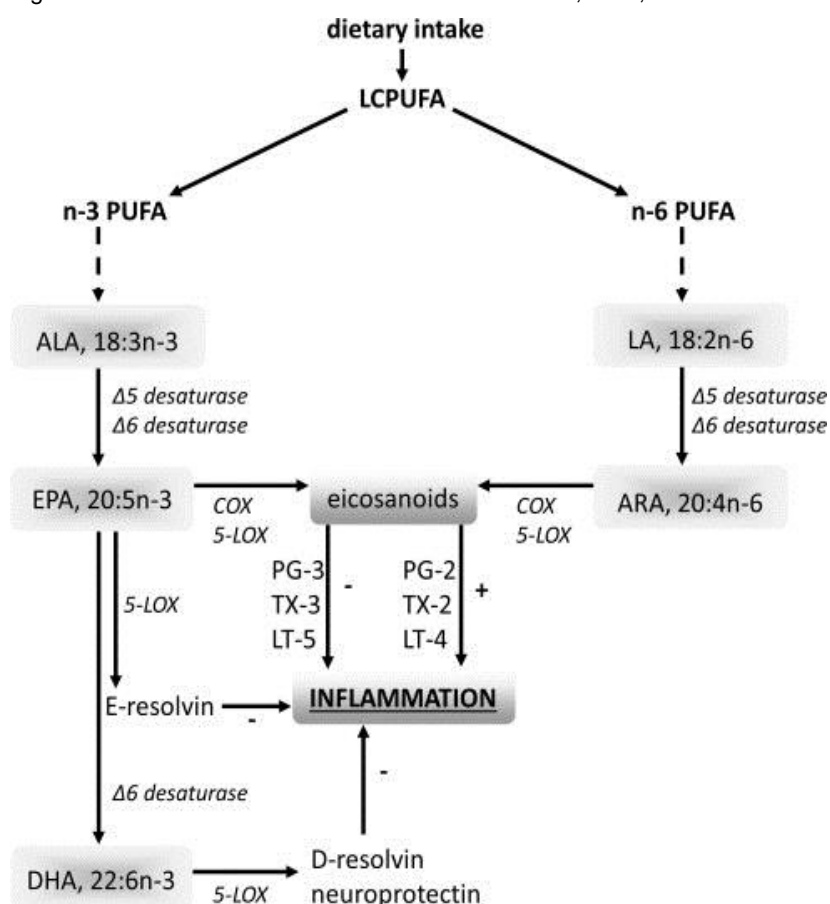 dietary intake
LCPUFA
n-3 PUFA
n-6 PUFA
ALA, 18:3n-3
LA, 18:2n-6
Δ5 desaturase
Δ6 desaturase
Δ5 desaturase
Δ6 desaturase
EPA, 20:5n-3
COX
5-LOX
eicosanoids
COX
5-LOX
ARA, 20:4n-6
5-LOX
PG-3
TX-3
LT-5
-
PG-2
TX-2
LT-4
+
E-resolvin
-
INFLAMMATION
Δ6 desaturase
-
DHA, 22:6n-3
5-LOX
D-resolvin
neuroprotectin